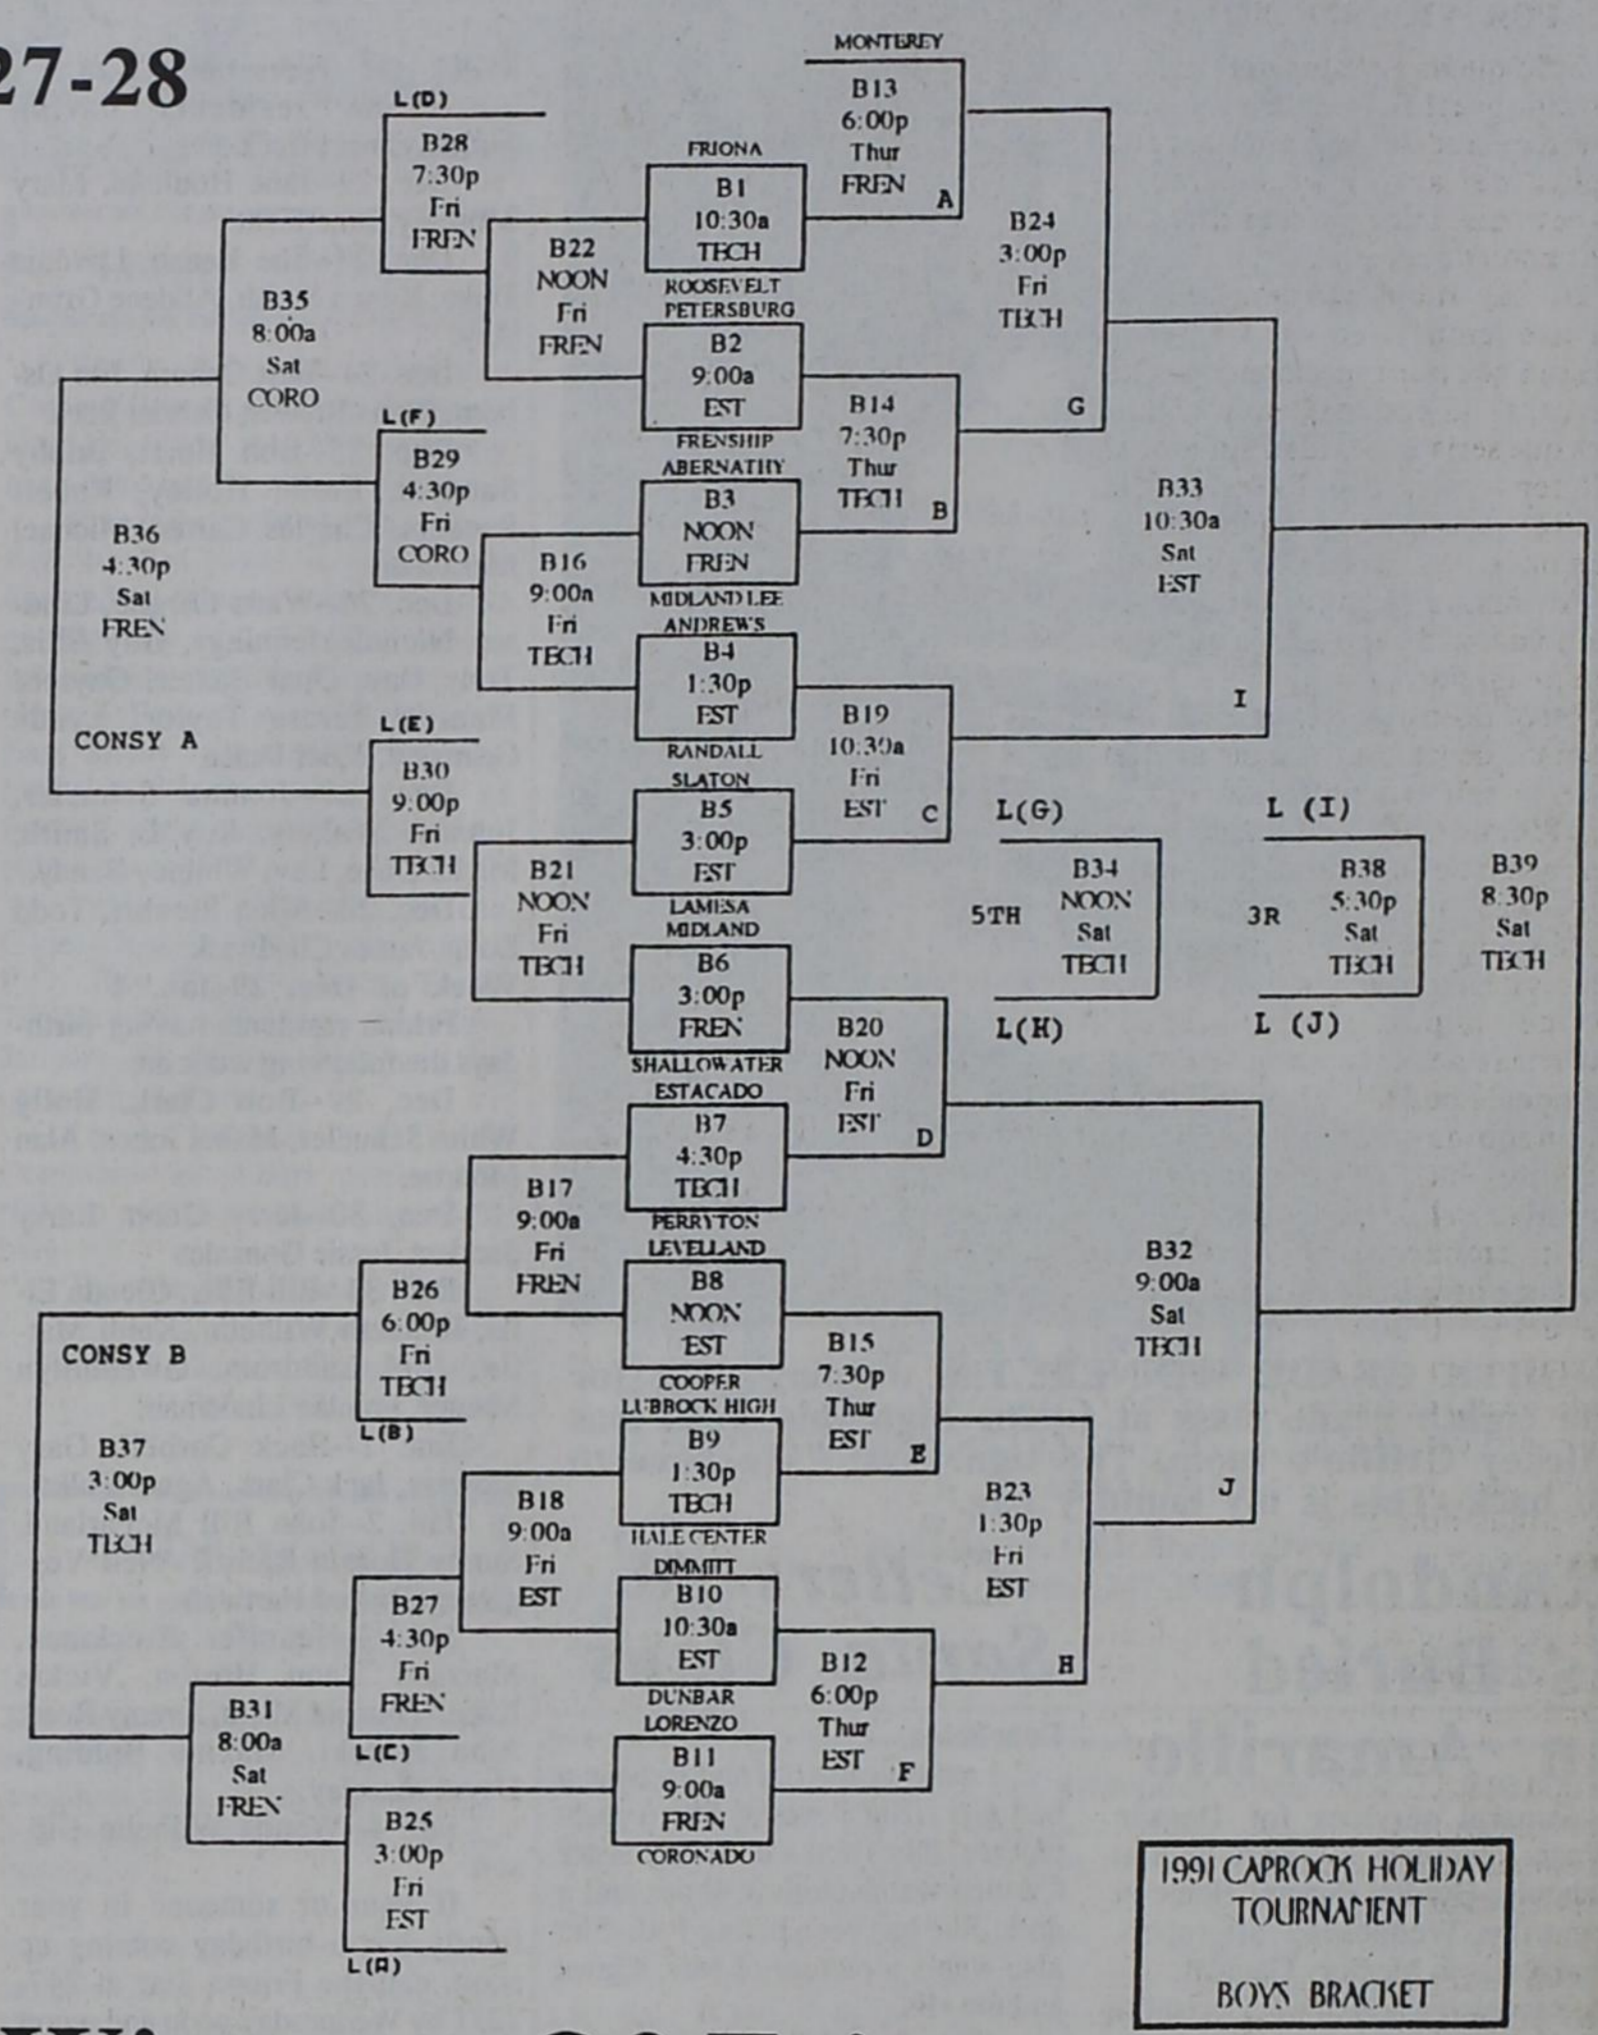 27-28
MONTEREY
B13
6:00p
Thur
FREN
A
L(D)
B28
7:30p
Fri
FREN
FRIONA
B1
10:30a
TECH
ROOSEVELT
B22
NOON
Fri
FREN
B24
3:00p
Fri
TECH
PETERSBURG
B2
9:00a
EST
FRENSHIP
B35
8:00a
Sat
CORO
L(F)
B29
4:30p
Fri
CORO
B14
7:30p
Thur
TECH
B
G
ABERNATHY
B3
NOON
FREN
MIDLAND LEE
B36
4:30p
Sat
FREN
B16
9:00a
Fri
TECH
B33
10:30a
Sat
EST
I
ANDREWS
B4
1:30p
EST
RANDALL
CONSY A
L(E)
B30
9:00p
Fri
TECH
B19
10:30a
Fri
EST
C
SLATON
B5
3:00p
EST
LAMESA
B21
NOON
Fri
TECH
L(G)
5TH
B34
NOON
Sat
TECH
L(H)
L (I)
3R
B38
5:30p
Sat
TECH
L (J)
B39
8:30p
Sat
TECH
MIDLAND
B6
3:00p
FREN
SHALLOWATER
B20
NOON
Fri
EST
D
ESTACADO
B7
4:30p
TECH
PERRYTON
B17
9:00a
Fri
FREN
LEVELLAND
B8
NOON
EST
COOPER
B26
6:00p
Fri
TECH
L(B)
CONSY B
B15
7:30p
Thur
EST
E
B32
9:00a
Sat
TECH
J
LUBBOCK HIGH
B9
1:30p
TECH
HALE CENTER
B37
3:00p
Sat
TECH
B18
9:00a
Fri
EST
B23
1:30p
Fri
EST
H
DIMMITT
B10
10:30a
EST
DUNBAR
B27
4:30p
Fri
FREN
L(C)
B12
6:00p
Thur
EST
F
B31
8:00a
Sat
FREN
LORENZO
B11
9:00a
FREN
CORONADO
B25
3:00p
Fri
EST
L(A)
1991 CAPROCK HOLIDAY
TOURNAMENT
BOYS BRACKET